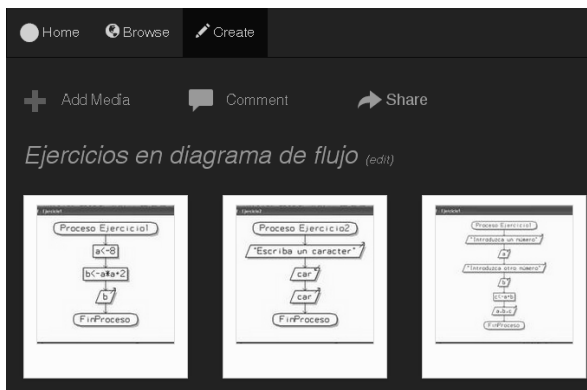 Home Browse Create
Add Media Comment Share
Ejercicios en diagrama de flujo (edit)
Proceso Ejercicio1
a<-8
b<-a*a+2
b
FinProceso
Proceso Ejercicio2
"Escriba un caracter"
car
car
FinProceso
Proceso Ejercicio1
"Introduzca un número"
a
"Introduzca otro número"
b
c<-a+b
FinProceso